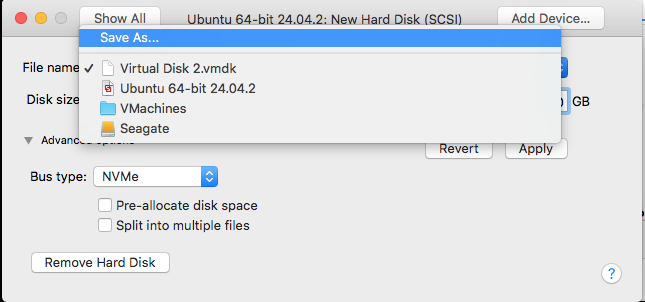 Show All
Ubuntu 64-bit 24.04.2: New Hard Disk (SCSI)
Add Device...
Save As...
File name
✓ Virtual Disk 2.vmdk
Ubuntu 64-bit 24.04.2
Disk size
GB
VMachines
Seagate
Advanced options
Revert
Apply
Bus type:
NVMe
Pre-allocate disk space
Split into multiple files
Remove Hard Disk
?